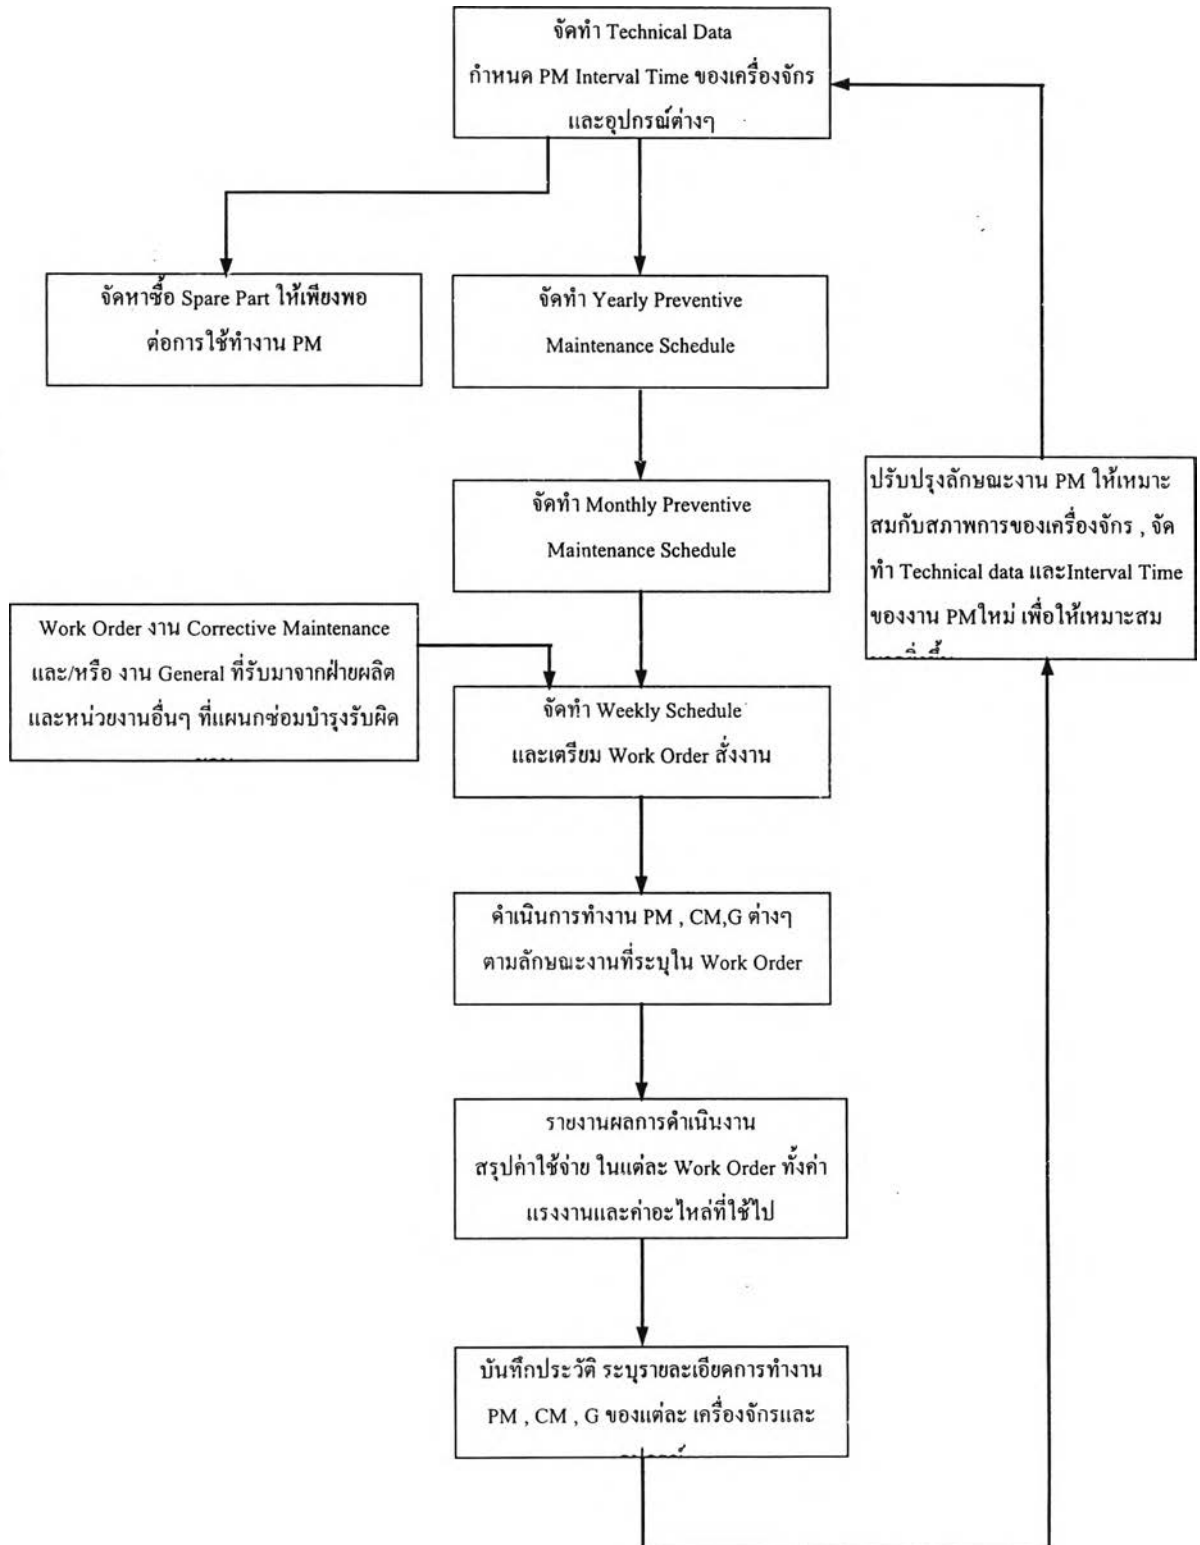 จัดทำ Technical Data
กำหนด PM Interval Time ของเครื่องจักร
และอุปกรณ์ต่างๆ
จัดหาซื้อ Spare Part ให้เพียงพอ
ต่อการใช้ทำงาน PM
จัดทำ Yearly Preventive
Maintenance Schedule
จัดทำ Monthly Preventive
Maintenance Schedule
ปรับปรุงลักษณะงาน PM ให้เหมาะ
สมกับสภาพการของเครื่องจักร , จัด
ทำ Technical data และInterval Time
ของงาน PMใหม่ เพื่อให้เหมาะสม
Work Order งาน Corrective Maintenance
และ/หรือ งาน General ที่รับมาจากฝ่ายผลิต
และหน่วยงานอื่นๆ ที่แผนกซ่อมบำรุงรับผิด
จัดทำ Weekly Schedule
และเตรียม Work Order สั่งงาน
ดำเนินการทำงาน PM , CM,G ต่างๆ
ตามลักษณะงานที่ระบุใน Work Order
รายงานผลการดำเนินงาน
สรุปค่าใช้จ่าย ในแต่ละ Work Order ทั้งค่า
แรงงานและค่าอะไหล่ที่ใช้ไป
บันทึกประวัติ ระบุรายละเอียดการทำงาน
PM , CM , G ของแต่ละ เครื่องจักรและ